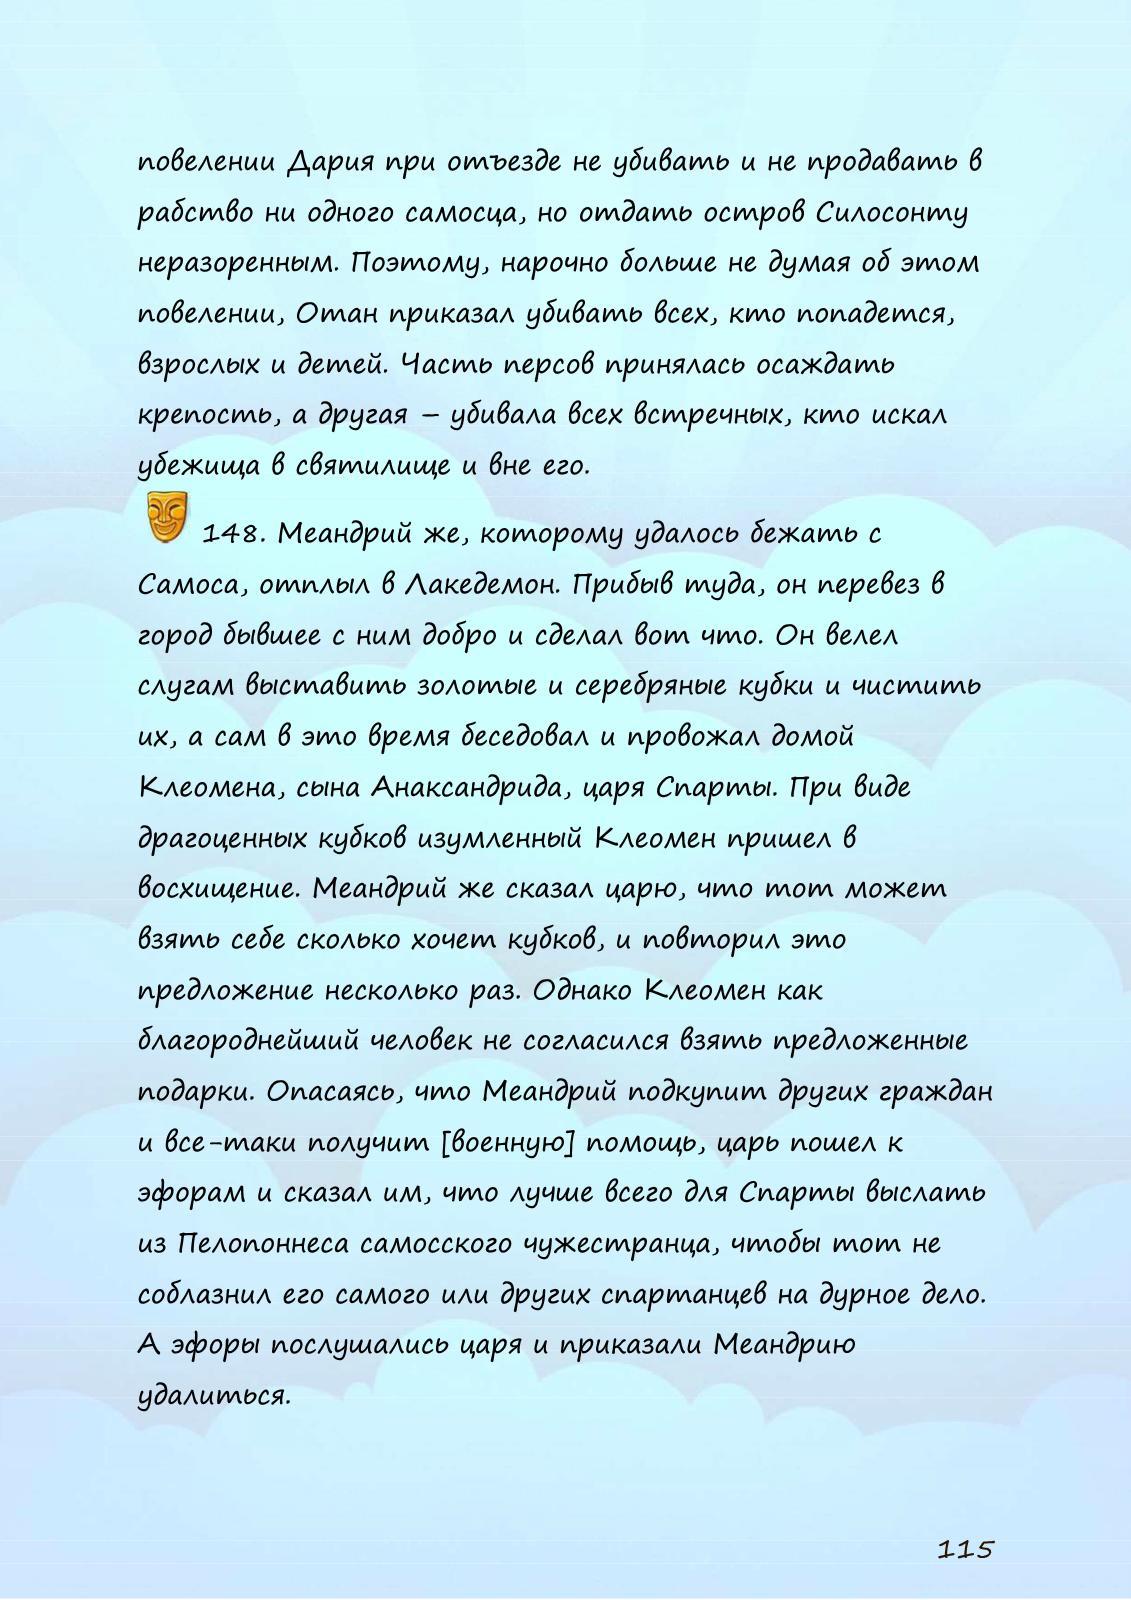 повелении Дария при отъезде не убивать и не продавать в
рабство ни одного самосца, но отдать остров Силосонту
неразоренным. Поэтому, нарочно больше не думая об этом
повелении, Отан приказал убивать всех, кто попадется,
взрослых и детей. Часть персов принялась осаждать
крепость, а другая – убивала всех встречных, кто искал
убежища в святилище и вне его.
148. Меандрий же, которому удалось бежать с
Самоса, отплыл в Лакедемон. Прибыв туда, он перевез в
город бывшее с ним добро и сделал вот что. Он велел
слугам выставить золотые и серебряные кубки и чистить
их, а сам в это время беседовал и провожал домой
Клеомена, сына Анаксандрида, царя Спарты. При виде
драгоценных кубков изумленный Клеомен пришел в
восхищение. Меандрий же сказал царю, что тот может
взять себе сколько хочет кубков, и повторил это
предложение несколько раз. Однако Клеомен как
благороднейший человек не согласился взять предложенные
подарки. Опасаясь, что Меандрий подкупит других граждан
и все-таки получит [военную] помощь, царь пошел к
эфорам и сказал им, что лучше всего для Спарты выслать
из Пелопоннеса самосского чужестранца, чтобы тот не
соблазнил его самого или других спартанцев на дурное дело.
А эфоры послушались царя и приказали Меандрию
удалиться.
115